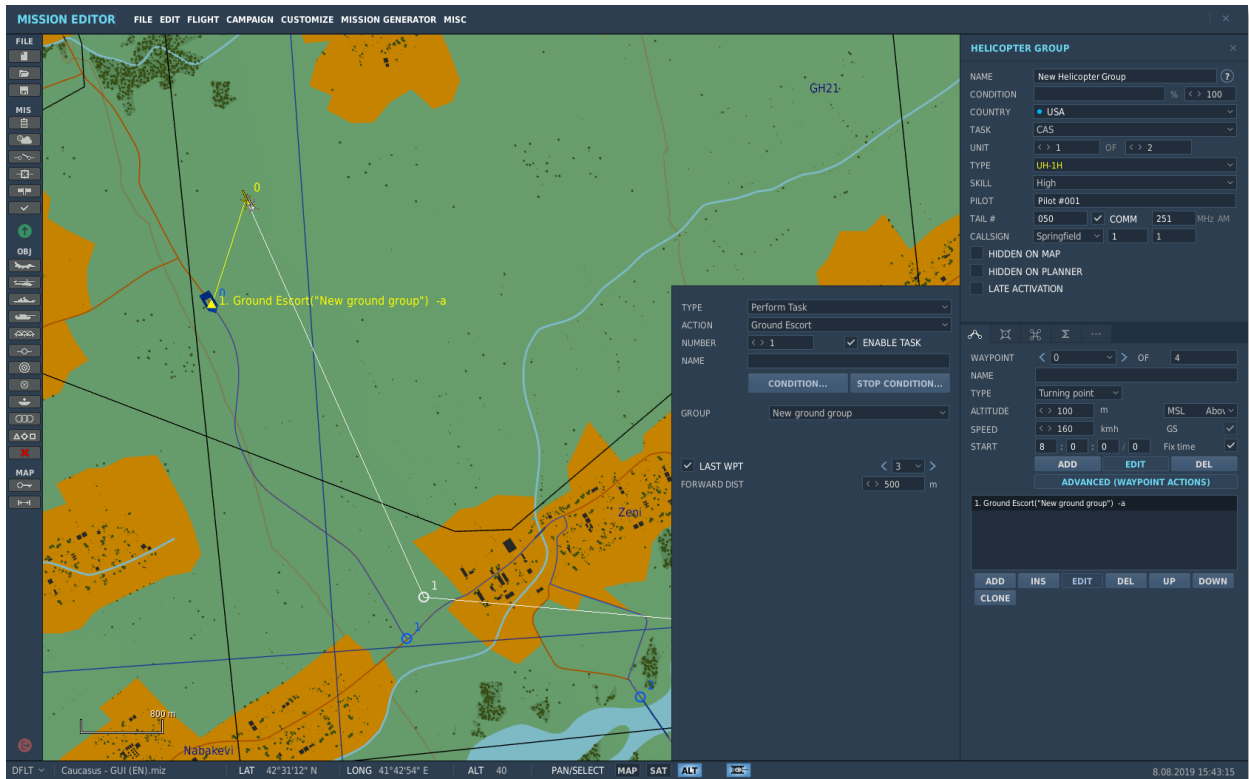 MISSION EDITOR FILE EDIT FLIGHT CAMPAIGN CUSTOMIZE MISSION GENERATOR MISC ×
FILE
MIS
OBJ
MAP
GH21
0
0
1. Ground Escort("New ground group") -a
1
1
Zeni
800 m
Nabakevi
TYPE Perform Task
ACTION Ground Escort
NUMBER < > 1 ENABLE TASK
NAME
CONDITION... STOP CONDITION...
GROUP New ground group
LAST WPT < 3 >
FORWARD DIST < > 500 m
HELICOPTER GROUP ×
NAME New Helicopter Group ?
CONDITION % < > 100
COUNTRY USA
TASK CAS
UNIT < > 1 OF < > 2
TYPE UH-1H
SKILL High
PILOT Pilot #001
TAIL # 050 COMM 251 MHz AM
CALLSIGN Springfield 1 1
HIDDEN ON MAP
HIDDEN ON PLANNER
LATE ACTIVATION
WAYPOINT < 0 > OF 4
NAME
TYPE Turning point
ALTITUDE < > 100 m MSL Abov
SPEED < > 160 kmh GS
START 8 : 0 : 0 / 0 Fix time
ADD EDIT DEL
ADVANCED (WAYPOINT ACTIONS)
1. Ground Escort("New ground group") -a
ADD INS EDIT DEL UP DOWN
CLONE
DFLT Caucasus - GUI (EN).miz LAT 42°31'12" N LONG 41°42'54" E ALT 40 PAN/SELECT MAP SAT ALT 8.08.2019 15:43:15